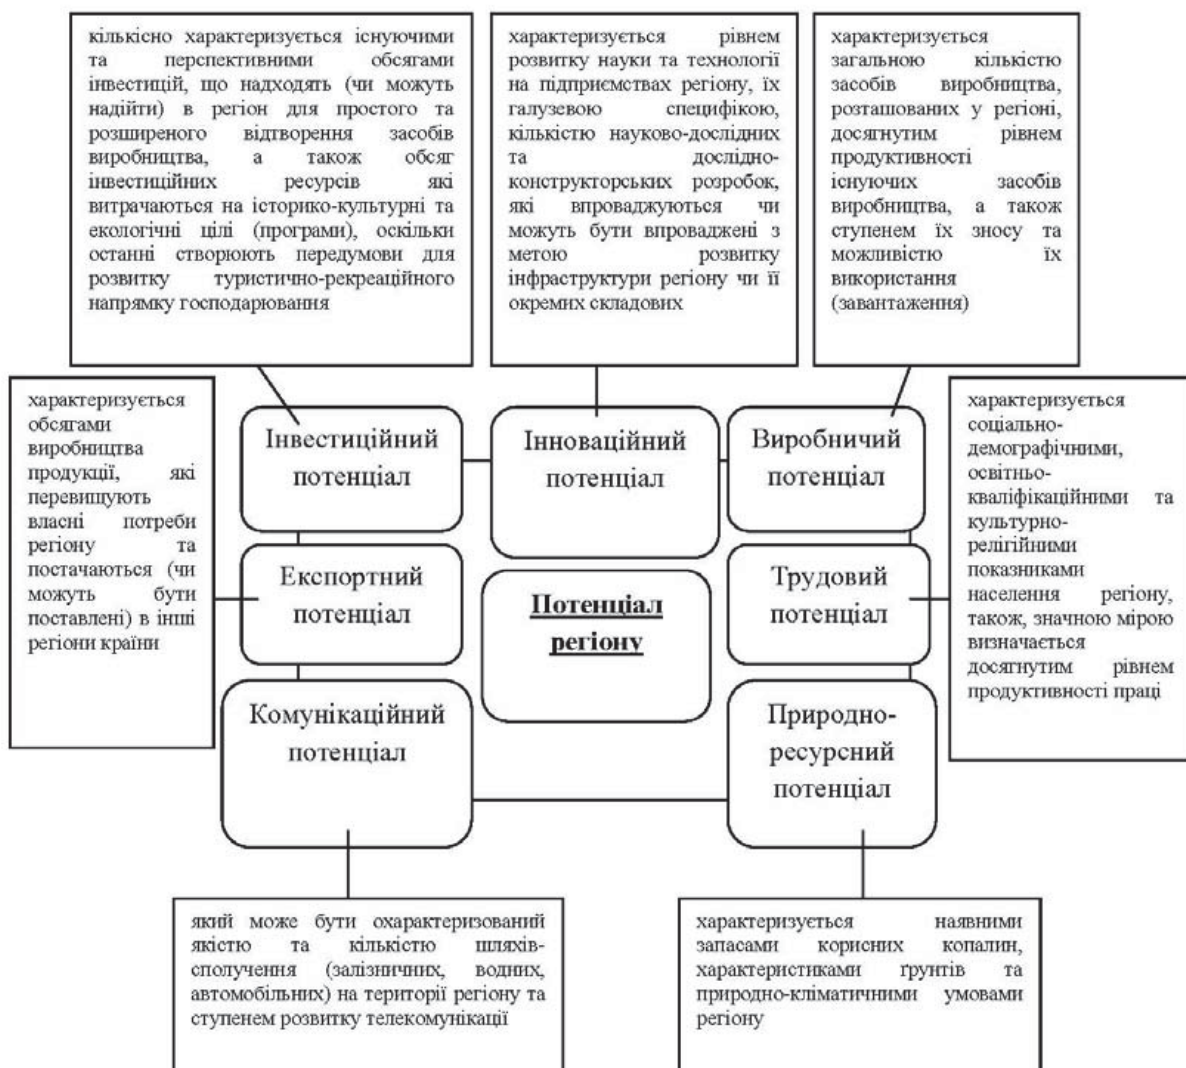 кількісно характеризується існуючими
та перспективними обсягами
інвестицій, що надходять (чи можуть
надійти) в регіон для простого та
розширеного відтворення засобів
виробництва, а також обсяг
інвестиційних ресурсів які
витрачаються на історико-культурні та
екологічні цілі (програми), оскільки
останні створюють передумови для
розвитку туристично-рекреаційного
напрямку господарювання
характеризується рівнем
розвитку науки та технології
на підприємствах регіону, їх
галузевою специфікою,
кількістю науково-дослідних
та дослідно-
конструкторських розробок,
які впроваджуються чи
можуть бути впроваджені з
метою розвитку
інфраструктури регіону чи її
окремих складових
характеризується
загальною кількістю
засобів виробництва,
розташованих у регіоні,
досягнутим рівнем
продуктивності
існуючих засобів
виробництва, а також
ступенем їх зносу та
можливістю їх
використання
(завантаження)
характеризується
обсягами
виробництва
продукції, які
перевищують
власні потреби
регіону та
постачаються (чи
можуть бути
поставлені) в інші
регіони країни
Інвестиційний
потенціал
Інноваційний
потенціал
Виробничий
потенціал
характеризується
соціально-
демографічними,
освітньо-
кваліфікаційними та
культурно-
релігійними
показниками
населення регіону,
також, значною мірою
визначається
досягнутим рівнем
продуктивності праці
Експортний
потенціал
Потенціал
регіону
Трудовий
потенціал
Комунікаційний
потенціал
Природно-
ресурсний
потенціал
який може бути охарактеризований
якістю та кількістю шляхів-
сполучення (залізничних, водних,
автомобільних) на території регіону та
ступенем розвитку телекомунікації
характеризується наявними
запасами корисних копалин,
характеристиками ґрунтів та
природно-кліматичними умовами
регіону